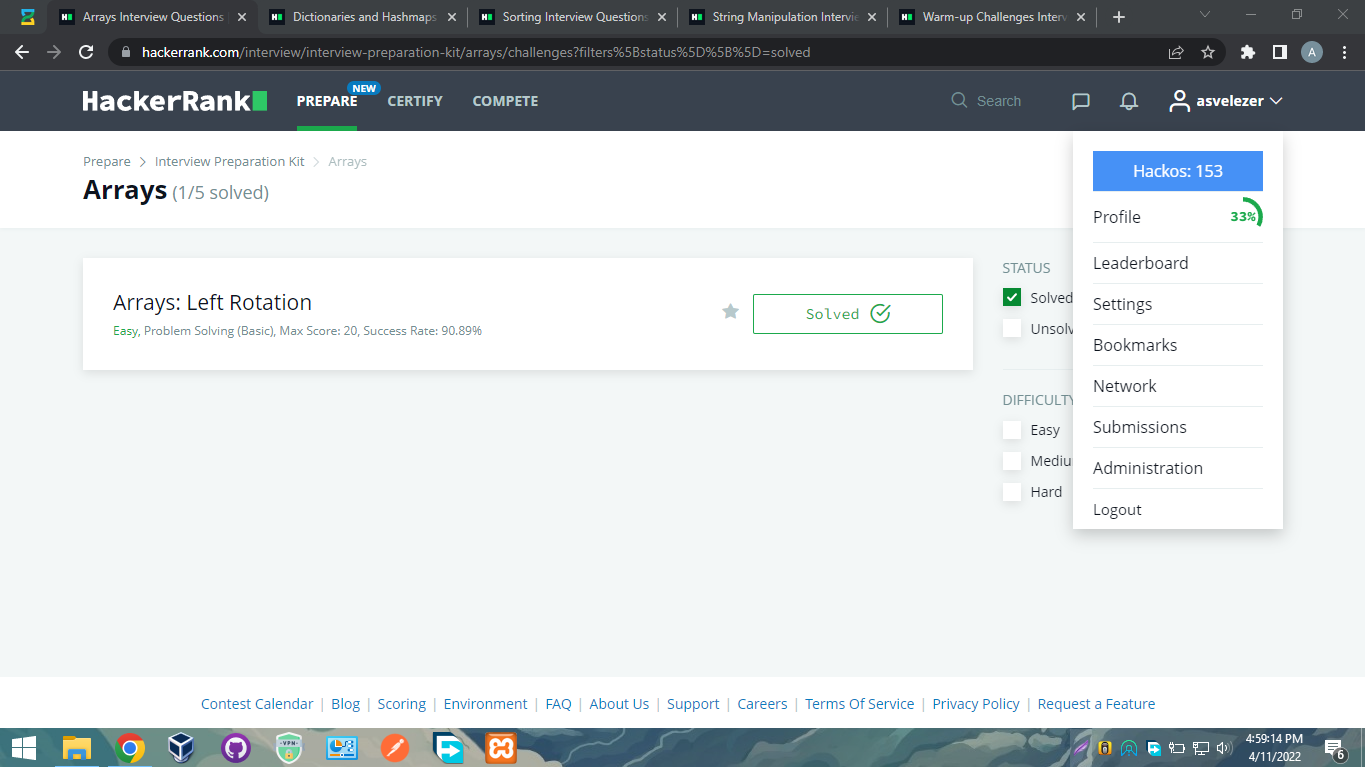 Arrays Interview Questions
Dictionaries and Hashmaps
Sorting Interview Questions
String Manipulation Intervie
Warm-up Challenges Interv
hackerrank.com/interview/interview-preparation-kit/arrays/challenges?filters%5Bstatus%5D%5B%5D=solved
A
HackerRank
PREPARE
NEW
CERTIFY
COMPETE
Search
asvelezer
Prepare > Interview Preparation Kit > Arrays
Arrays (1/5 solved)
Hackos: 153
Profile
33%
Leaderboard
Settings
Bookmarks
Network
Submissions
Administration
Logout
Arrays: Left Rotation
Easy, Problem Solving (Basic), Max Score: 20, Success Rate: 90.89%
Solved
STATUS
Solved
Unsolv
DIFFICULTY
Easy
Mediu
Hard
Contest Calendar | Blog | Scoring | Environment | FAQ | About Us | Support | Careers | Terms Of Service | Privacy Policy | Request a Feature
VPN
4:59:14 PM
4/11/2022
6